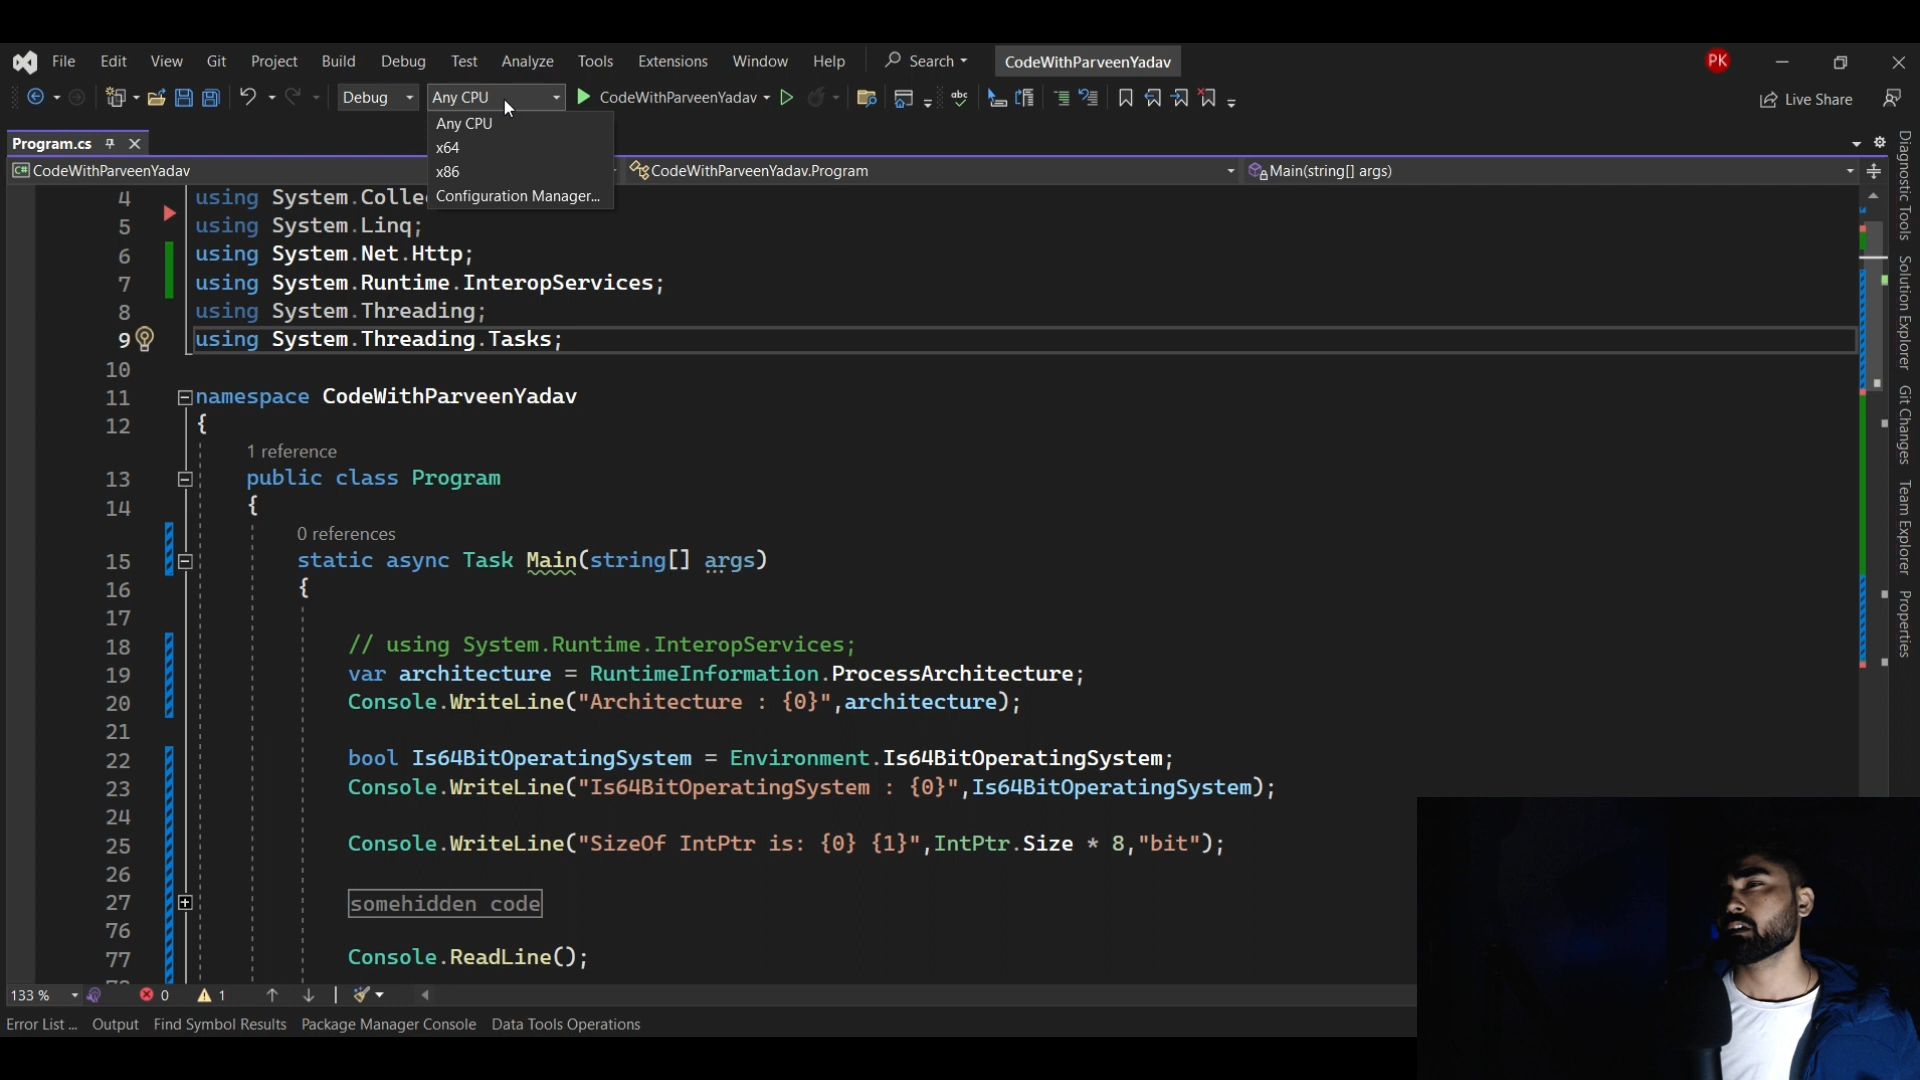 File Edit View Git Project Build Debug Test Analyze Tools Extensions Window Help Search CodeWithParveenYadav PK
Debug Any CPU CodeWithParveenYadav abc Live Share
Any CPU
x64
x86
Configuration Manager...
Program.cs
CodeWithParveenYadav CodeWithParveenYadav.Program Main(string[] args)
4 using System.Colle
5 using System.Linq;
6 using System.Net.Http;
7 using System.Runtime.InteropServices;
8 using System.Threading;
9 using System.Threading.Tasks;
10
11 namespace CodeWithParveenYadav
12 {
1 reference
13 public class Program
14 {
0 references
15 static async Task Main(string[] args)
16 {
17
18 // using System.Runtime.InteropServices;
19 var architecture = RuntimeInformation.ProcessArchitecture;
20 Console.WriteLine("Architecture : {0}",architecture);
21
22 bool Is64BitOperatingSystem = Environment.Is64BitOperatingSystem;
23 Console.WriteLine("Is64BitOperatingSystem : {0}",Is64BitOperatingSystem);
24
25 Console.WriteLine("SizeOf IntPtr is: {0} {1}",IntPtr.Size * 8,"bit");
26
27 somehidden code
76
77 Console.ReadLine();
133 % 0 1
Error List ... Output Find Symbol Results Package Manager Console Data Tools Operations
Diagnostic Tools
Solution Explorer
Git Changes
Team Explorer
Properties